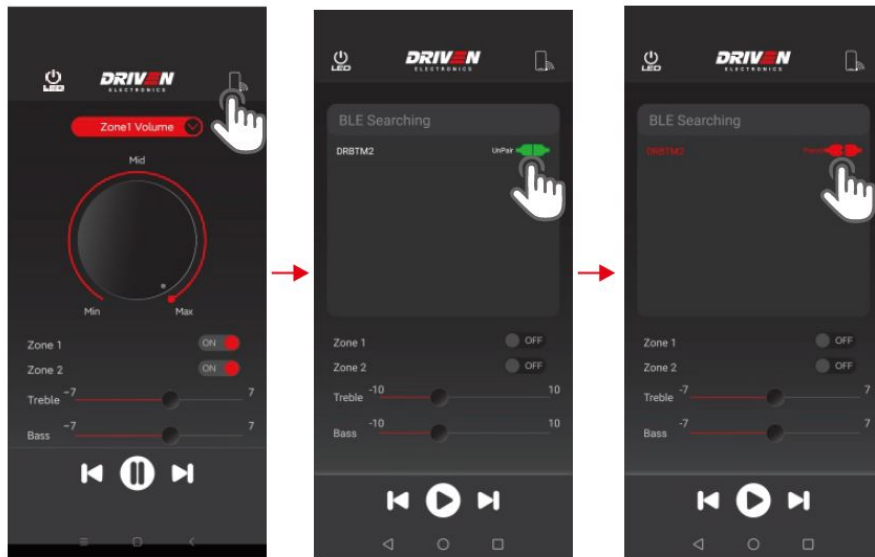 LED
DRIVEN
ELECTRONICS
Zone1 Volume
Mid
Min Max
Zone 1 ON
Zone 2 ON
Treble -7 7
Bass -7 7
LED
DRIVEN
ELECTRONICS
BLE Searching
DRBTM2 UnPair
Zone 1 OFF
Zone 2 OFF
Treble -10 10
Bass -10 10
LED
DRIVEN
ELECTRONICS
BLE Searching
DRBTM2
Zone 1 OFF
Zone 2 OFF
Treble -7 7
Bass -7 7